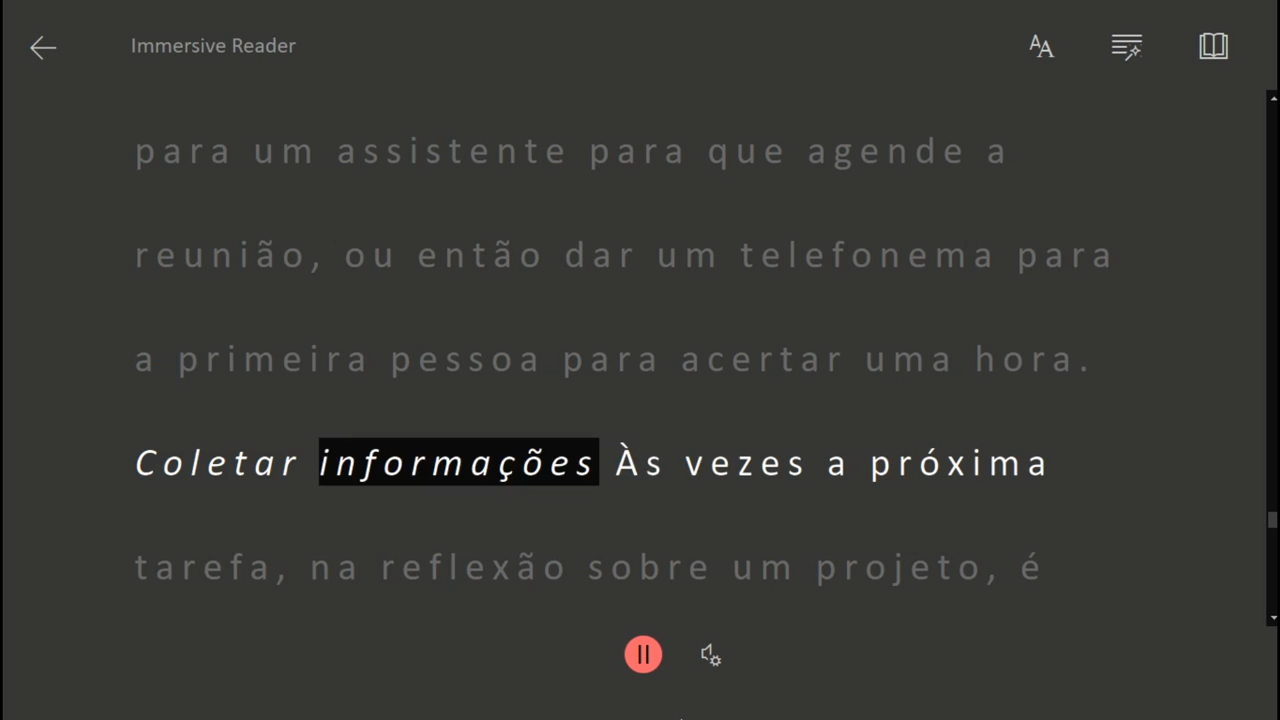 Immersive Reader
para um assistente para que agende a
reunião, ou então dar um telefonema para
a primeira pessoa para acertar uma hora.
Coletar informações Às vezes a próxima
tarefa, na reflexão sobre um projeto, é